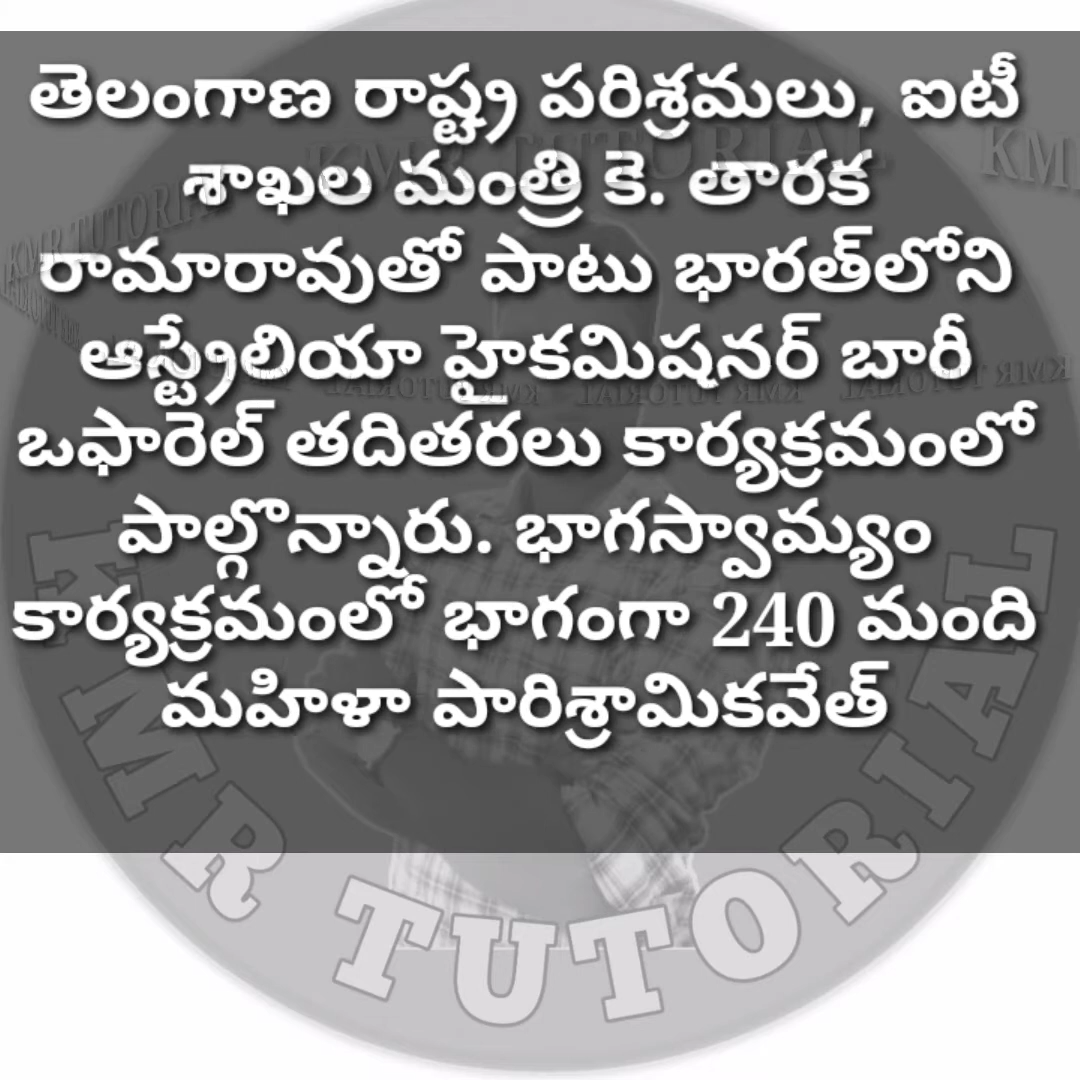 తెలంగాణ రాష్ట్ర పరిశ్రమలు, ఐటీ
శాఖల మంత్రి కె. తారక
రామారావుతో పాటు భారత్‌లోని
ఆస్ట్రేలియా హైకమిషనర్ బారీ
ఒఫారెల్ తదితరలు కార్యక్రమంలో
పాల్గొన్నారు. భాగస్వామ్యం
కార్యక్రమంలో భాగంగా 240 మంది
మహిళా పారిశ్రామికవేత్
KMR TUTORIAL